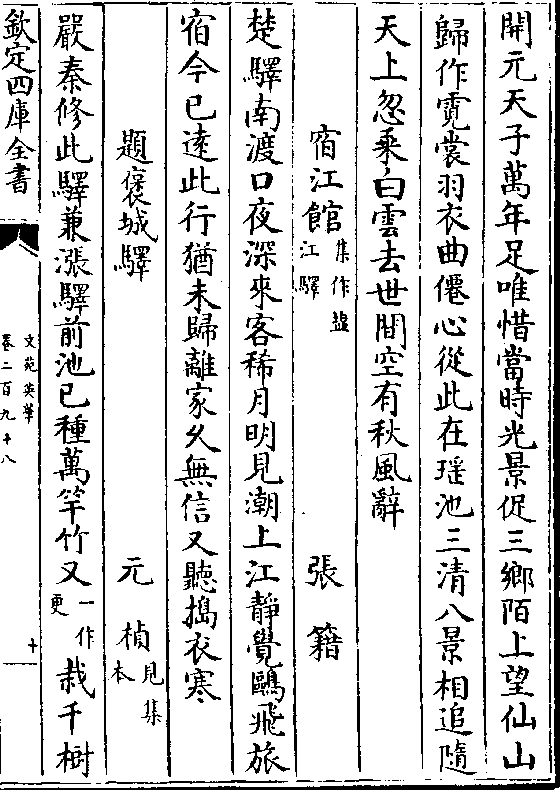 開元天子萬年足唯惜當時光景促三鄉陌上望仙山
歸作霓裳羽衣曲僊心從此在瑶池三清八景相追隨
天上忽乘白雲去世間空有秋風辭
宿江館集作盐江驛 張籍
楚驛南渡口夜深來客稀月明見潮上江靜覺鷗飛旅
宿今已遠此行猶未歸離家久無信又聽搗衣寒
題褒城驛 元楨見集本
嚴秦修此驛兼漲驛前池已種萬竿竹又一作更栽千樹
欽定四庫全書
文苑英華
卷二百九十八
十